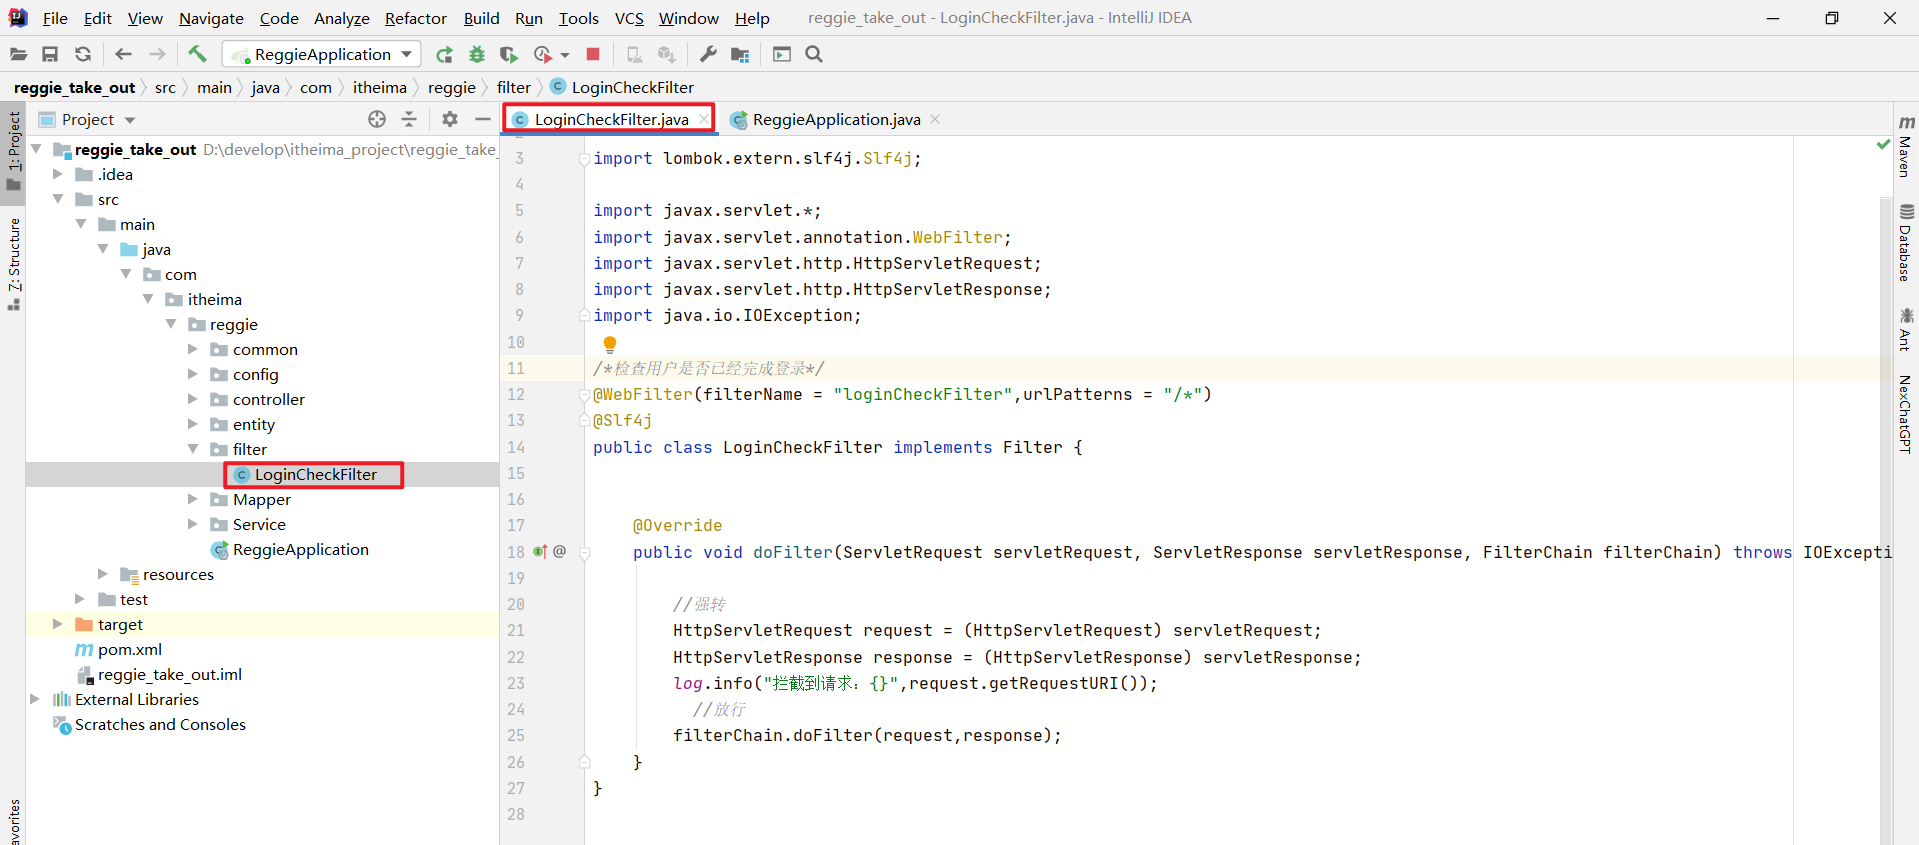 File Edit View Navigate Code Analyze Refactor Build Run Tools VCS Window Help reggie_take_out - LoginCheckFilter.java - IntelliJ IDEA
ReggieApplication
reggie_take_out src main java com itheima reggie filter LoginCheckFilter
Project
LoginCheckFilter.java
ReggieApplication.java
1: Project
7: Structure
avorites
reggie_take_out D:\develop\itheima_project\reggie_take_
.idea
src
main
java
com
itheima
reggie
common
config
controller
entity
filter
LoginCheckFilter
Mapper
Service
ReggieApplication
resources
test
target
pom.xml
reggie_take_out.iml
External Libraries
Scratches and Consoles
3 import lombok.extern.slf4j.Slf4j;
4
5 import javax.servlet.*;
6 import javax.servlet.annotation.WebFilter;
7 import javax.servlet.http.HttpServletRequest;
8 import javax.servlet.http.HttpServletResponse;
9 import java.io.IOException;
10
11 /*检查用户是否已经完成登录*/
12 @WebFilter(filterName = "loginCheckFilter",urlPatterns = "/*")
13 @Slf4j
14 public class LoginCheckFilter implements Filter {
15
16
17 @Override
18 @ public void doFilter(ServletRequest servletRequest, ServletResponse servletResponse, FilterChain filterChain) throws IOExcepti
19
20 //强转
21 HttpServletRequest request = (HttpServletRequest) servletRequest;
22 HttpServletResponse response = (HttpServletResponse) servletResponse;
23 log.info("拦截到请求：{}",request.getRequestURI());
24 //放行
25 filterChain.doFilter(request,response);
26 }
27 }
28
Maven
Database
Ant
NexChatGPT